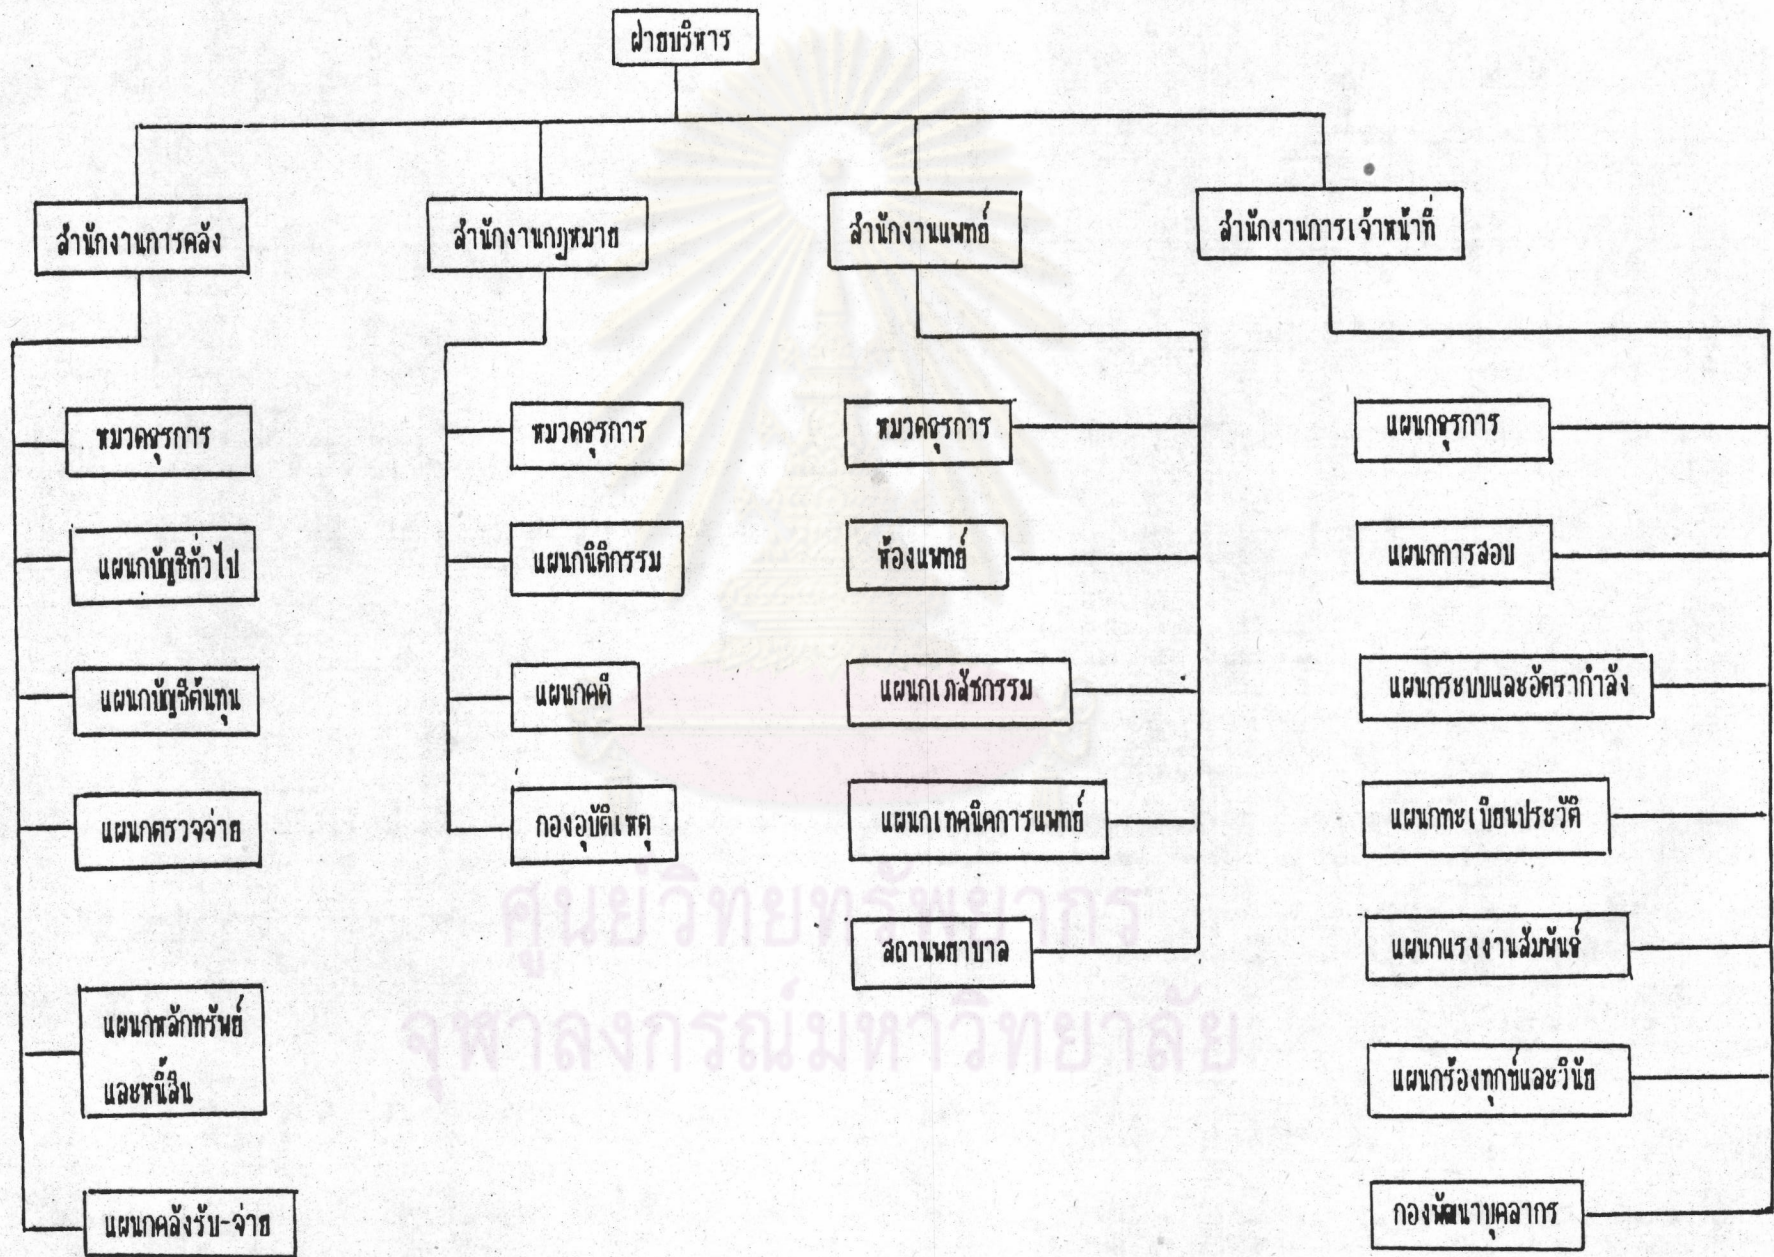 ฝ่ายบริหาร
สำนักงานการคลัง
สำนักงานกฎหมาย
สำนักงานแพทย์
สำนักงานการเจ้าหน้าที่
หมวดธุรการ
แผนกบัญชีทั่วไป
แผนกบัญชีต้นทุน
แผนกตรวจจ่าย
แผนกหลักทรัพย์
และหนี้สิน
แผนกคลังรับ-จ่าย
หมวดธุรการ
แผนกนิติกรรม
แผนกคดี
กองอุบัติเหตุ
หมวดธุรการ
ห้องแพทย์
แผนกเภสัชกรรม
แผนกเทคนิคการแพทย์
สถานพยาบาล
แผนกธุรการ
แผนกการสอบ
แผนกระบบและอัตรากำลัง
แผนกทะเบียนประวัติ
แผนกแรงงานสัมพันธ์
แผนกร้องทุกข์และวินัย
กองพัฒนาบุคลากร
ศูนย์วิทยทรัพยากร
จุฬาลงกรณ์มหาวิทยาลัย